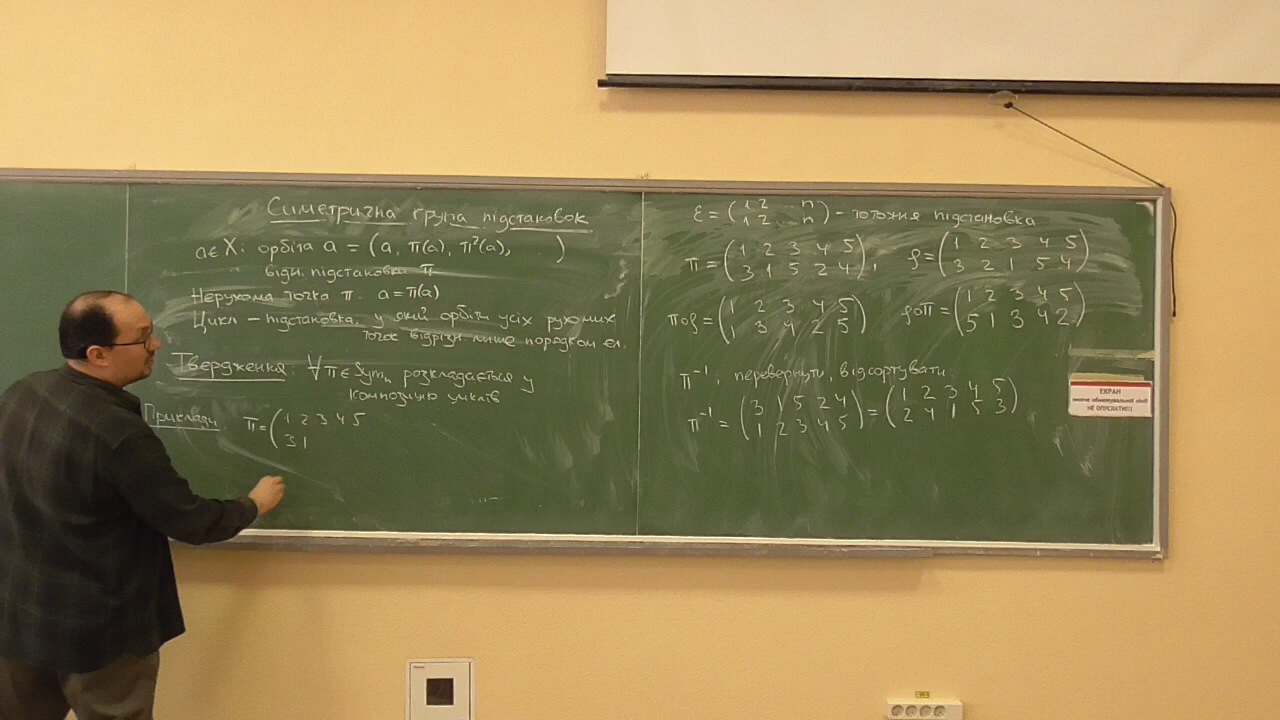 Симетрична група підстановок
a∈X: орбіта a = (a, π(a), π²(a),      )
відн. підстановки π
Нерухома точка π. a=π(a)
Цикл – підстановка, у якій орбіти усіх рухомих
точок відрізн. лише порядком ел.
Твердження: ∀π∈Symₙ розкладається у
композицію циклів
Приклади π=(1 2 3 4 5
3 1
ε = (1 2 ... n
1 2 ... n) – тотожна підстановка
π = (1 2 3 4 5
3 1 5 2 4), ρ = (1 2 3 4 5
3 2 1 5 4)
π∘ρ = (1 2 3 4 5
1 3 4 2 5) ρ∘π = (1 2 3 4 5
5 1 3 4 2)
π⁻¹, перевернути, відсортувати
π⁻¹ = (3 1 5 2 4
1 2 3 4 5) = (1 2 3 4 5
2 4 1 5 3)
ЕКРАН
НЕ ОПУСКАТИ!!!